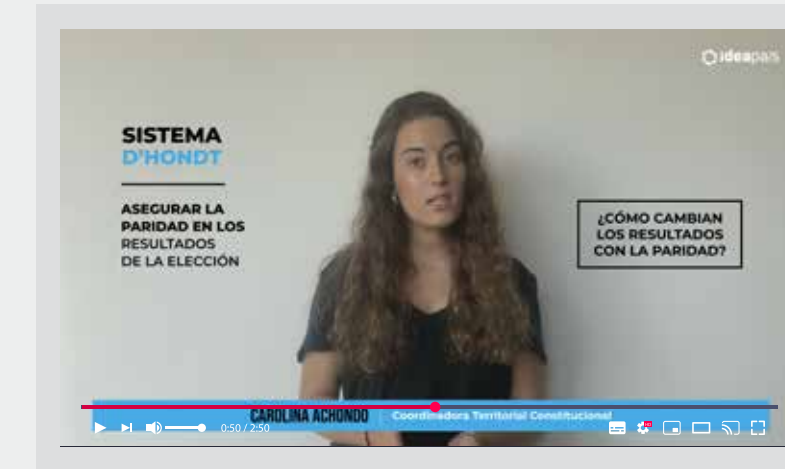 ideapaís
SISTEMA
D'HONDT
ASEGURAR LA
PARIDAD EN LOS
RESULTADOS
DE LA ELECCIÓN
¿CÓMO CAMBIAN
LOS RESULTADOS
CON LA PARIDAD?
CAROLINA ACHONDO
Coordinadora Territorial Constitucional
0:50 / 2:50
HD